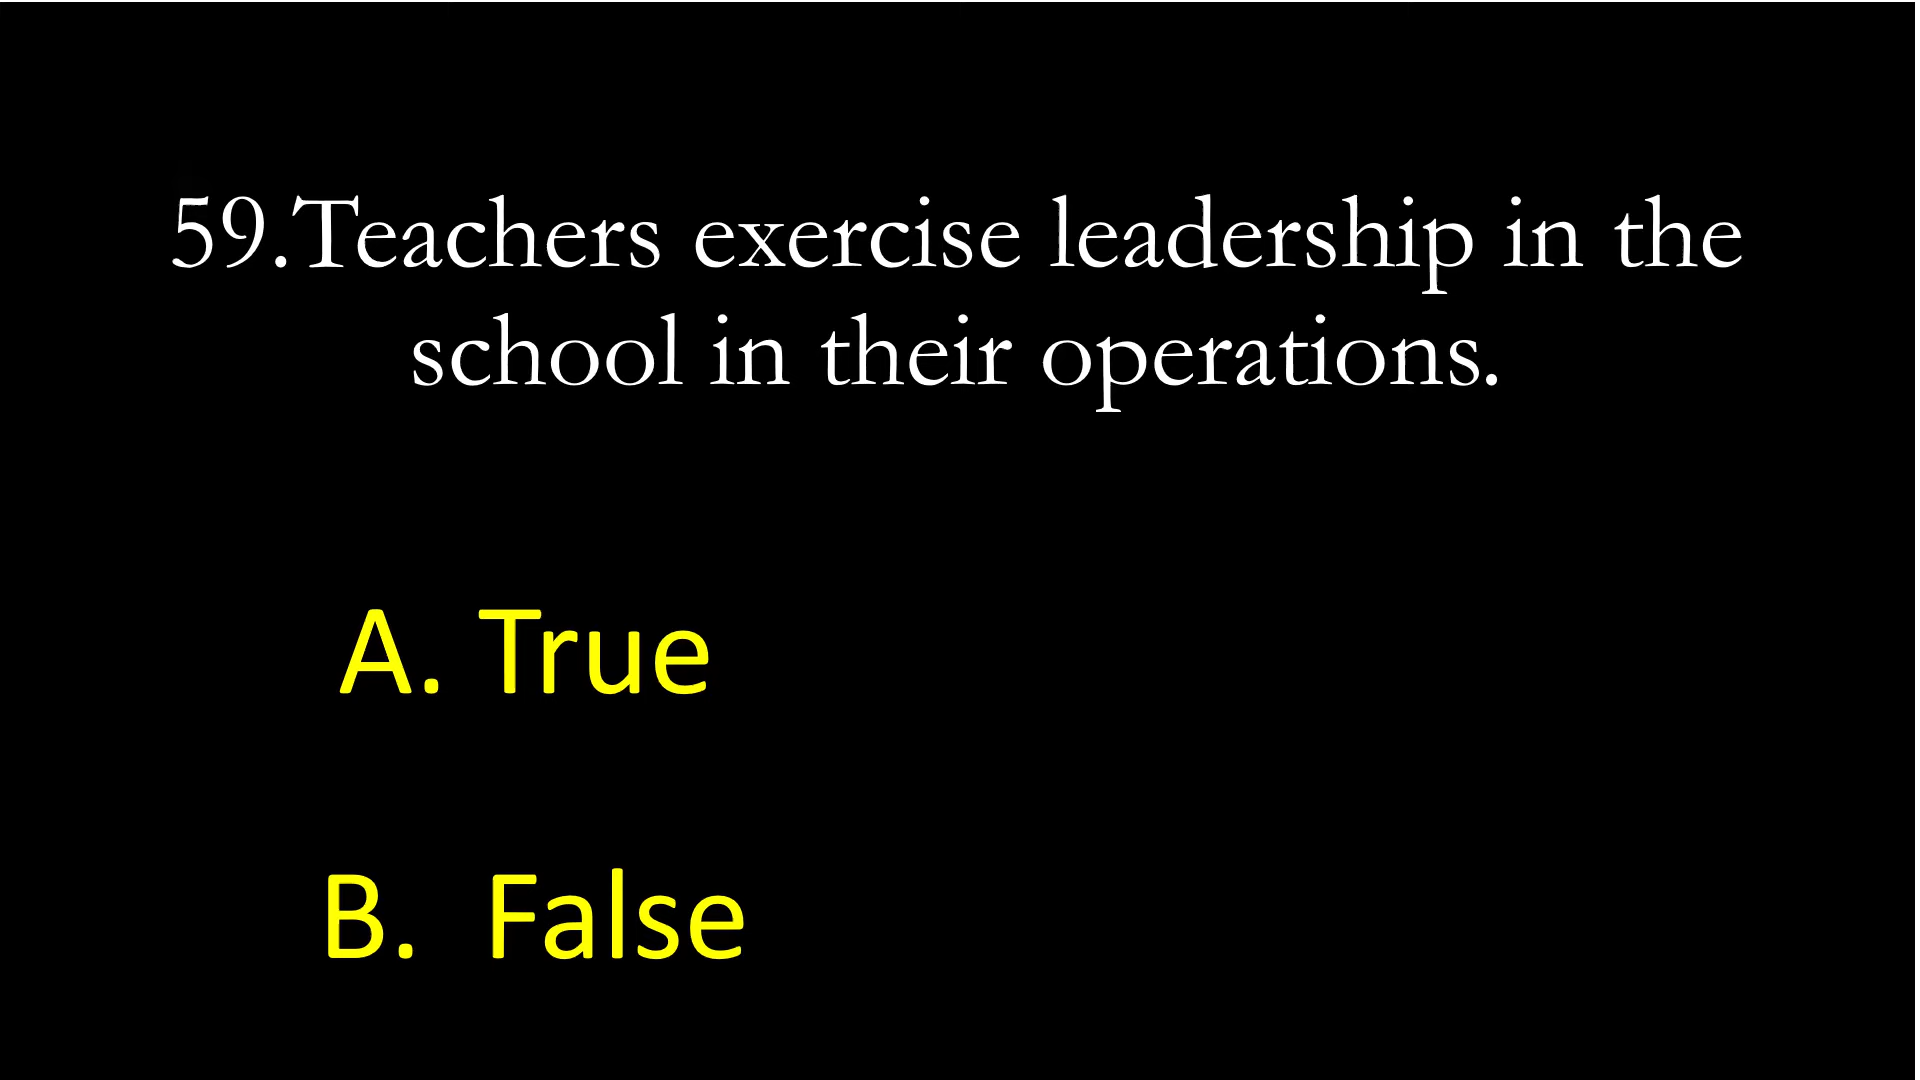 59.Teachers exercise leadership in the
school in their operations.
A. True
B. False